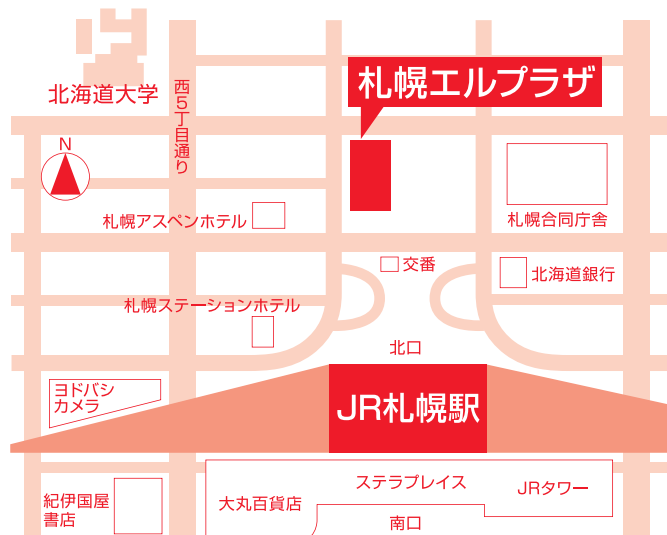 札幌エルプラザ
北海道大学
西5丁目通り
N
札幌アスペンホテル
札幌合同庁舎
交番
北海道銀行
札幌ステーションホテル
北口
ヨドバシ
カメラ
JR札幌駅
紀伊国屋
書店
大丸百貨店
ステラプレイス
JRタワー
南口